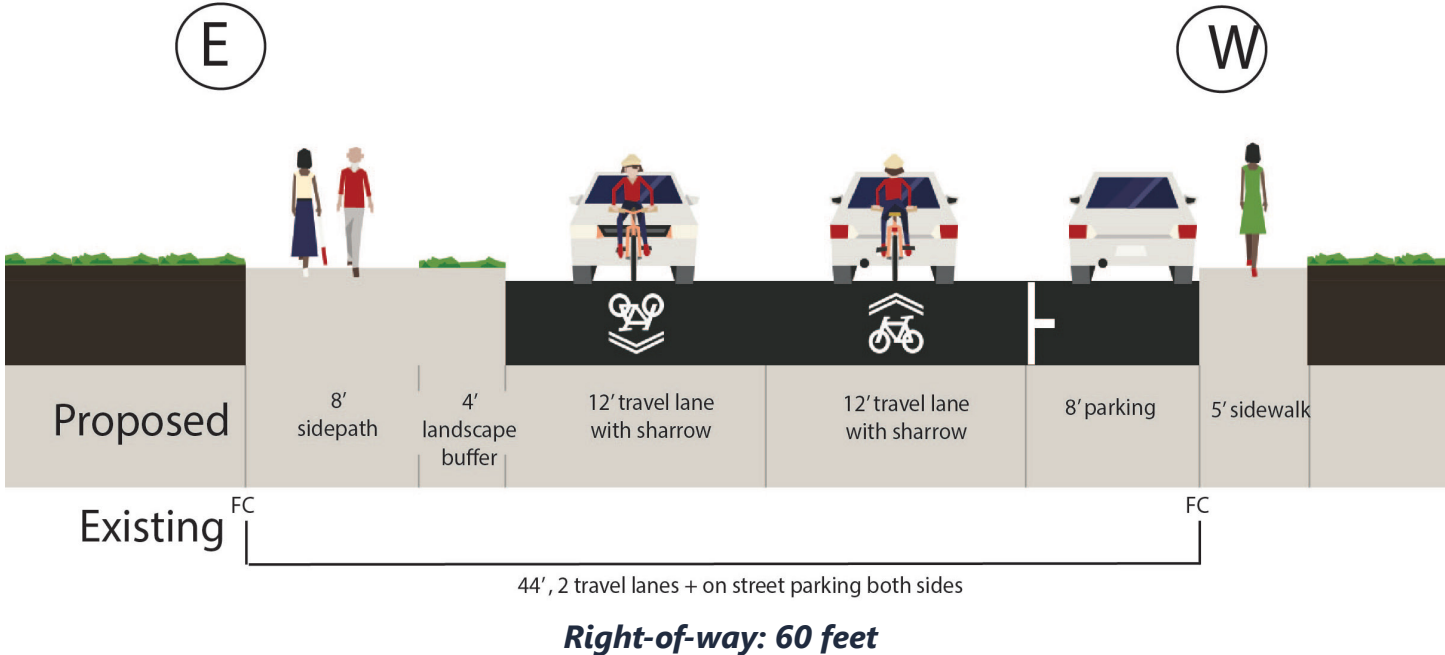 E
W
Proposed
8’
sidepath
4’
landscape
buffer
12’ travel lane
with sharrow
12’ travel lane
with sharrow
8’ parking
5’ sidewalk
Existing
FC
FC
44’, 2 travel lanes + on street parking both sides
Right-of-way: 60 feet